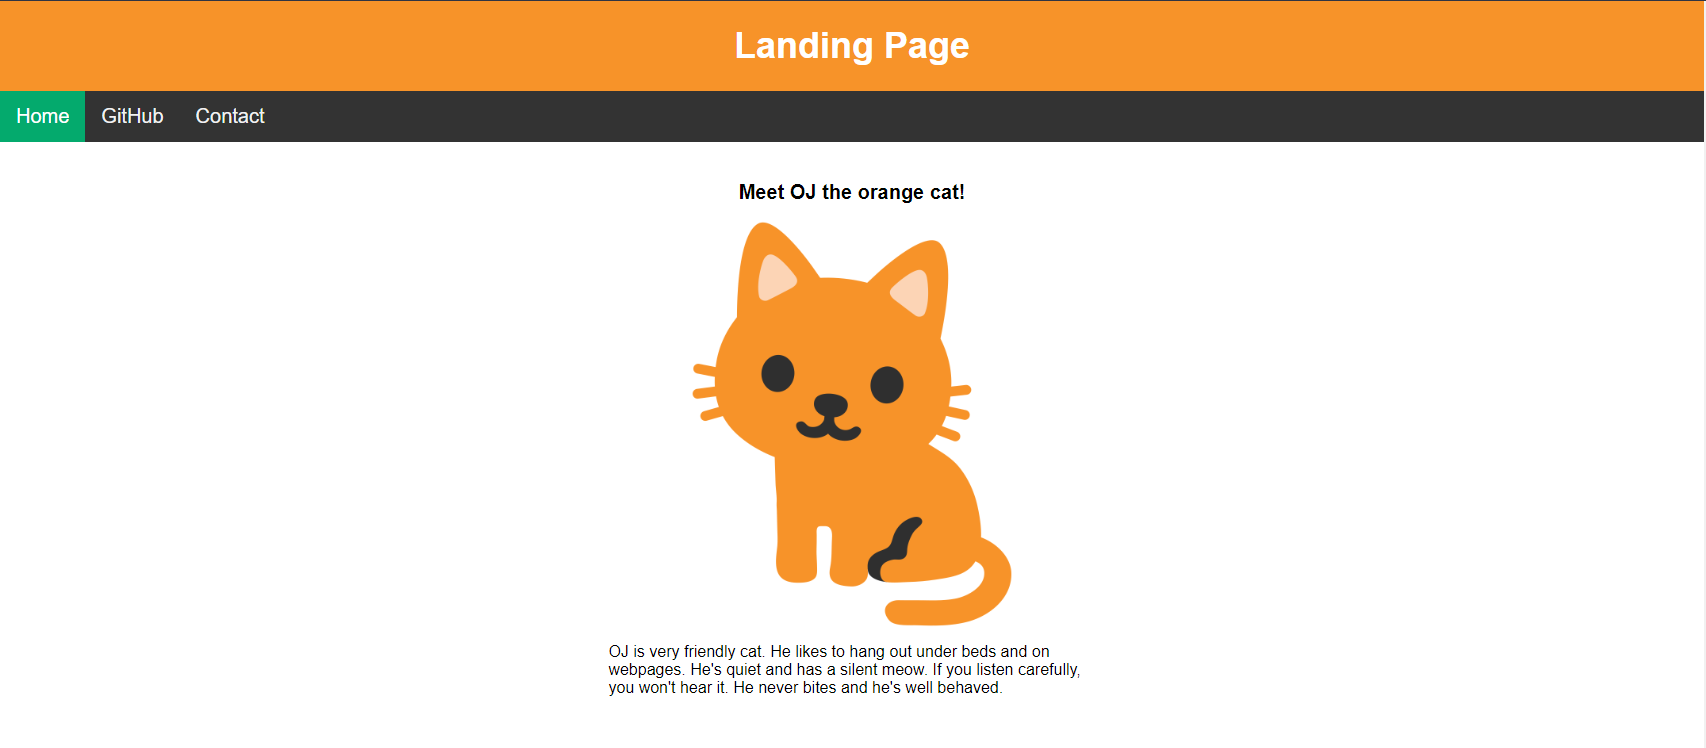 Landing Page
Home GitHub Contact
Meet OJ the orange cat!
OJ is very friendly cat. He likes to hang out under beds and on
webpages. He's quiet and has a silent meow. If you listen carefully,
you won't hear it. He never bites and he's well behaved.